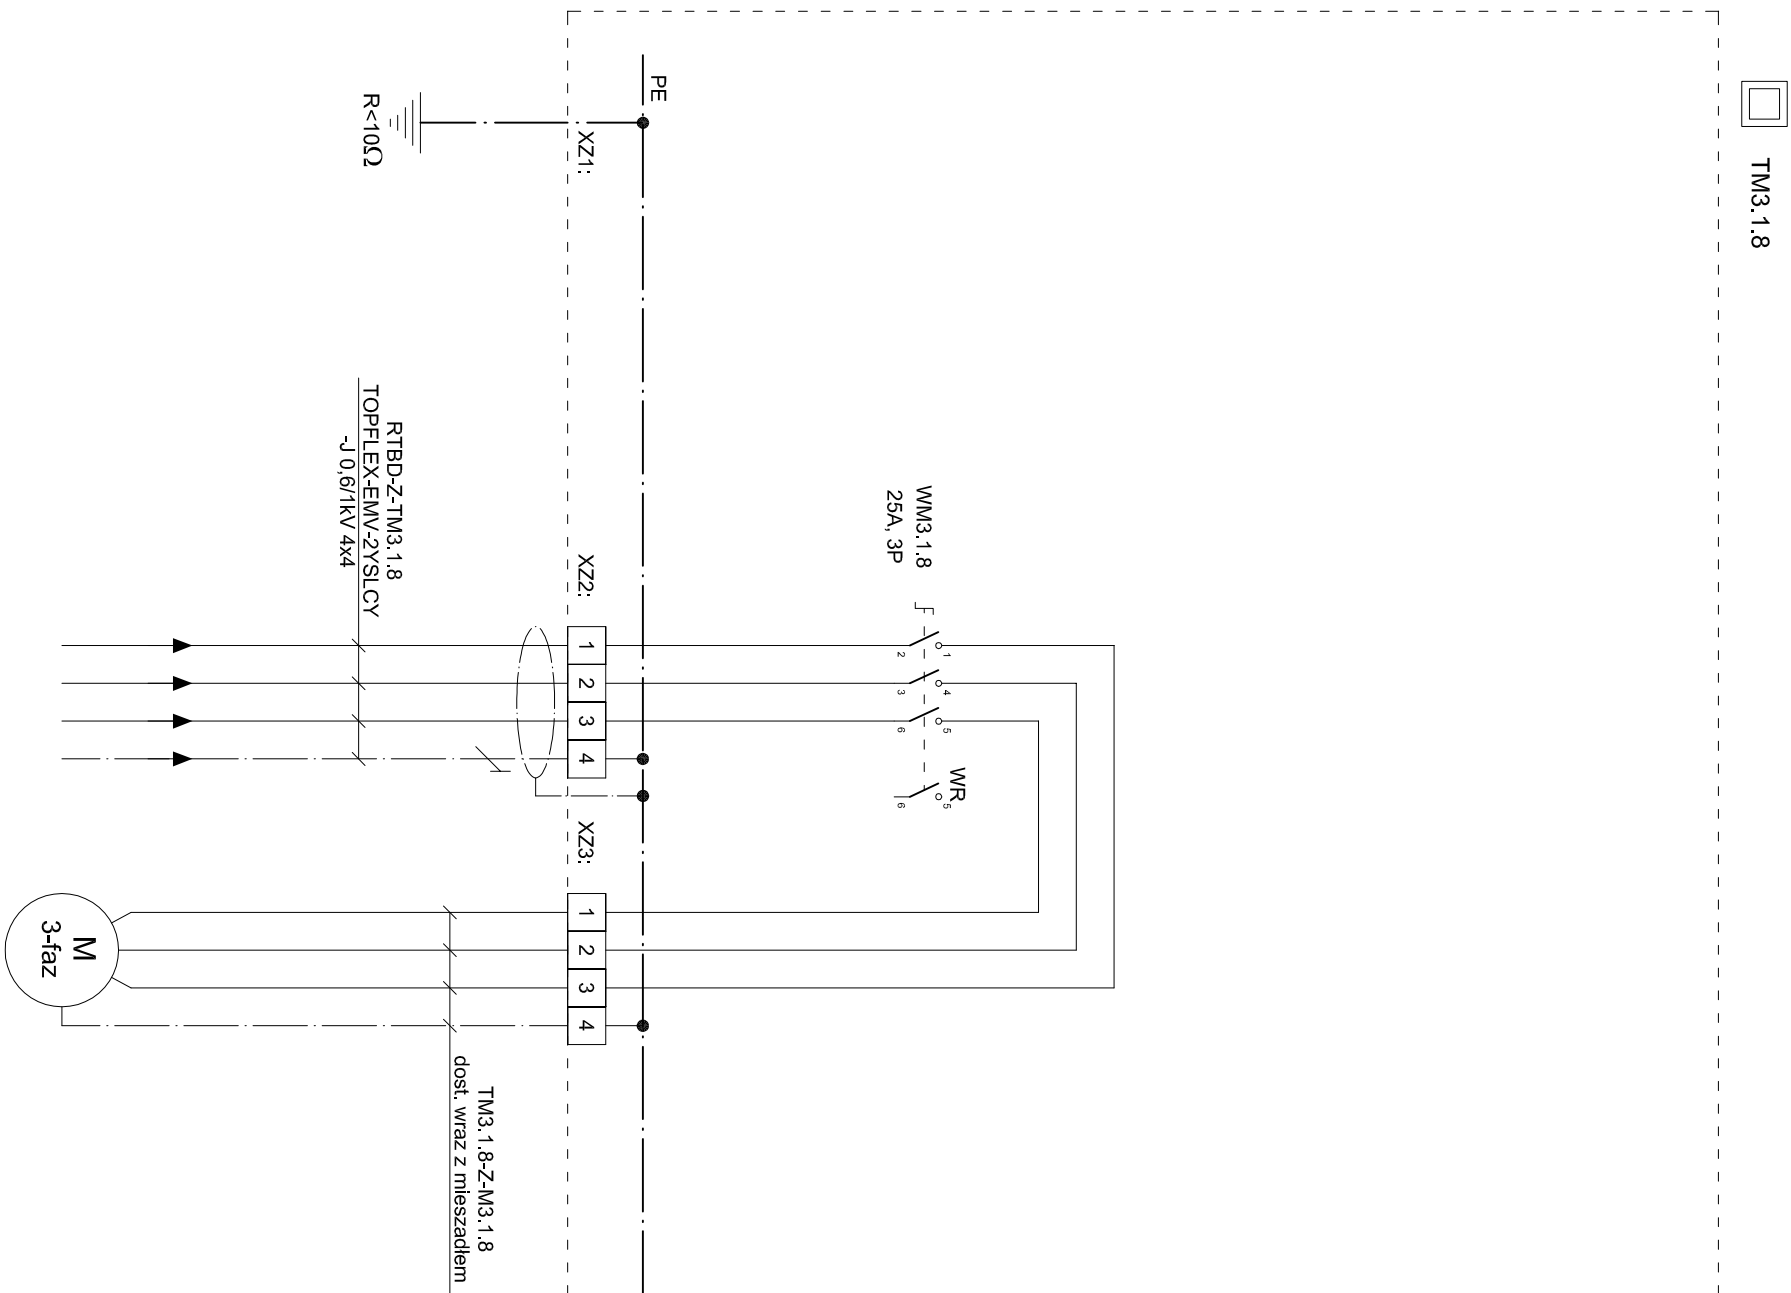 TM3.1.8
PE
XZ1:
R<10Ω
WM3.1.8
25A, 3P
1
2
4
3
5
6
WR
5
6
RTBD-Z-TM3.1.8
TOPFLEX-EMV-2YSLCY
-J 0,6/1kV 4x4
XZ2:
1
2
3
4
XZ3:
1
2
3
4
TM3.1.8-Z-M3.1.8
dost. wraz z mieszadłem
M
3-faz